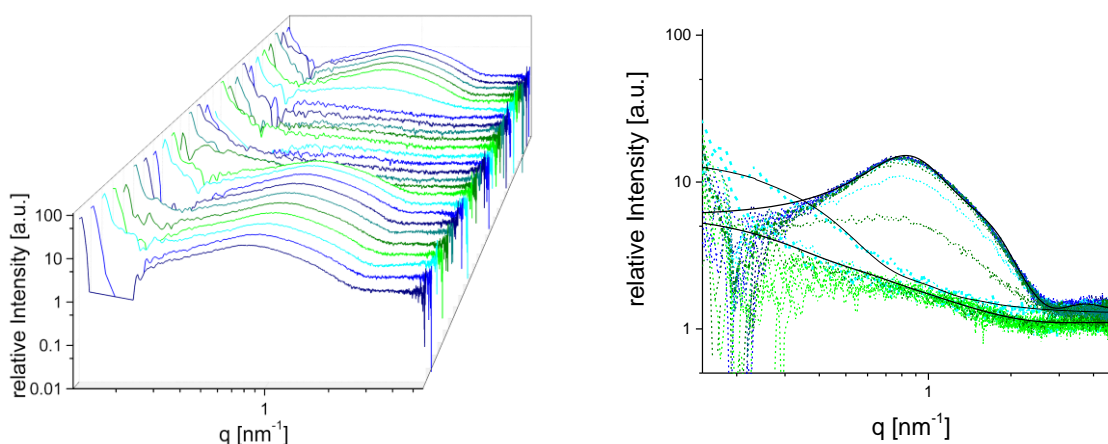 relative Intensity [a.u.]
100
10
1
0.1
0.01
1
q [nm⁻¹]
relative Intensity [a.u.]
100
10
1
1
q [nm⁻¹]